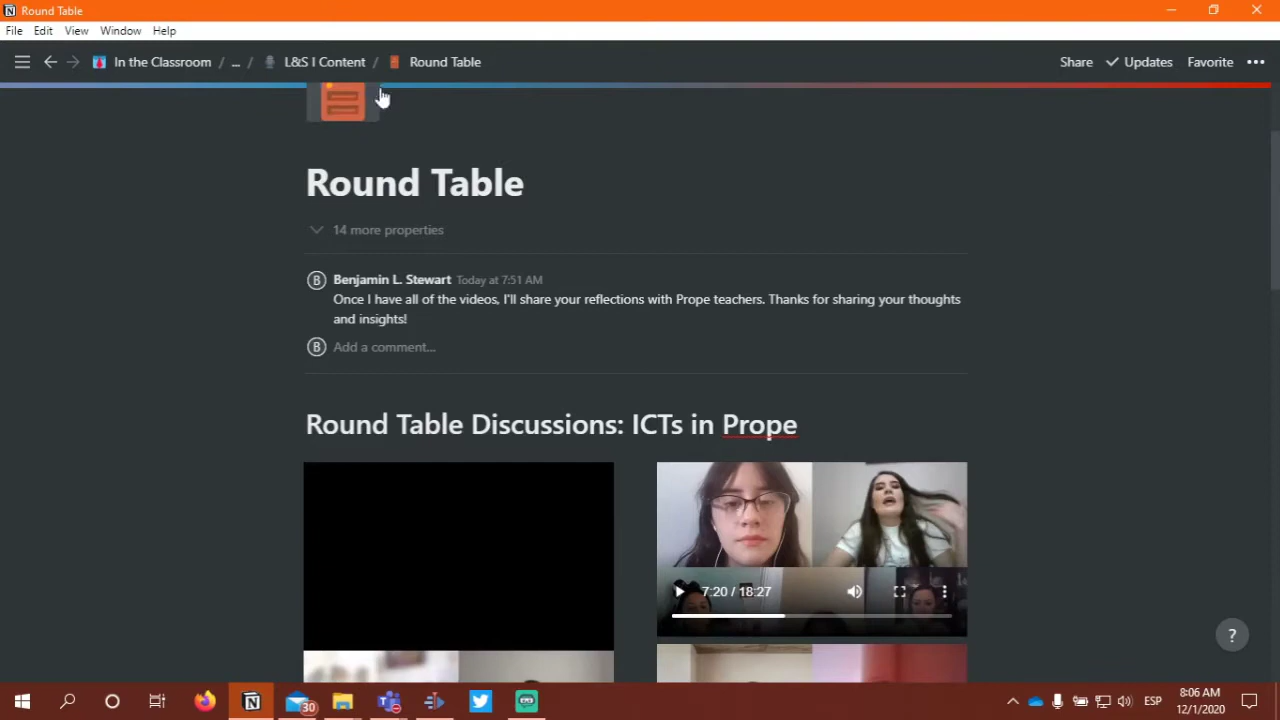 Round Table
File Edit View Window Help
In the Classroom / ... / L&S I Content / Round Table
Share Updates Favorite
Round Table
14 more properties
B Benjamin L. Stewart Today at 7:51 AM
Once I have all of the videos, I'll share your reflections with Prope teachers. Thanks for sharing your thoughts
and insights!
B Add a comment...
Round Table Discussions: ICTs in Prope
7:20 / 18:27
?
30
ESP
8:06 AM
12/1/2020